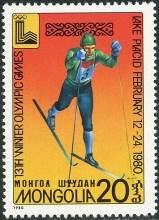 13TH WINTER OLYMPIC GAMES
LAKE PLACID FEBRUARY 12-24. 1980.
МОНГОЛ ШУУДАН
MONGOLIA 20
1980